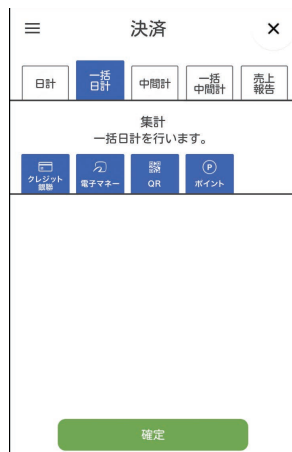 決済
日計
一括
日計
中間計
一括
中間計
売上
報告
集計
一括日計を行います。
クレジット
銀聯
電子マネー
QR
P
ポイント
確定